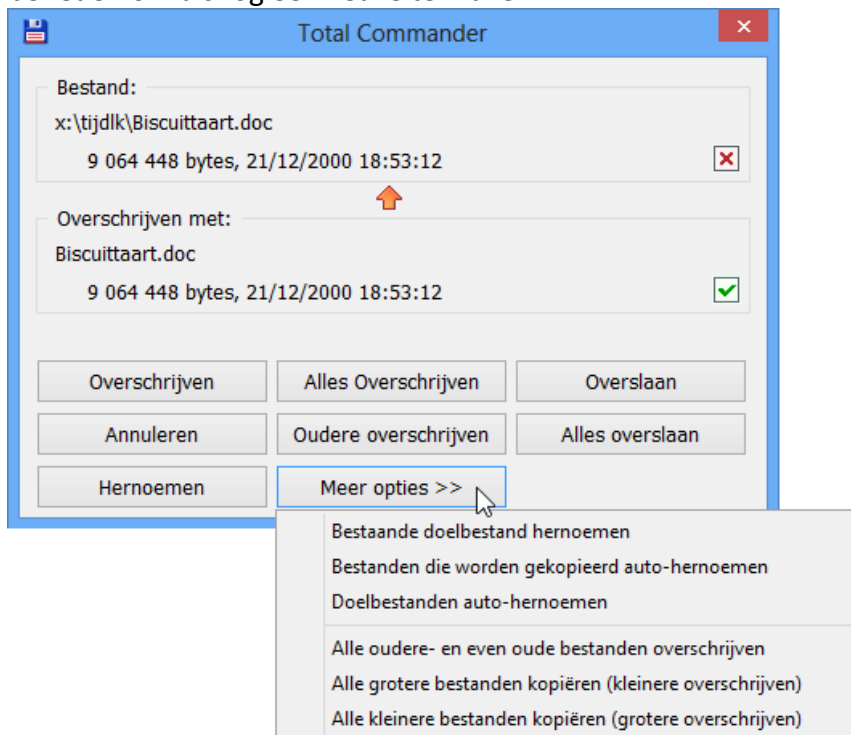 Total Commander
Bestand:
x:\tijdlk\Biscuittaart.doc
9 064 448 bytes, 21/12/2000 18:53:12
Overschrijven met:
Biscuittaart.doc
9 064 448 bytes, 21/12/2000 18:53:12
Overschrijven
Alles Overschrijven
Overslaan
Annuleren
Oudere overschrijven
Alles overslaan
Hernoemen
Meer opties >>
Bestaande doelbestand hernoemen
Bestanden die worden gekopieerd auto-hernoemen
Doelbestanden auto-hernoemen
Alle oudere- en even oude bestanden overschrijven
Alle grotere bestanden kopiëren (kleinere overschrijven)
Alle kleinere bestanden kopiëren (grotere overschrijven)